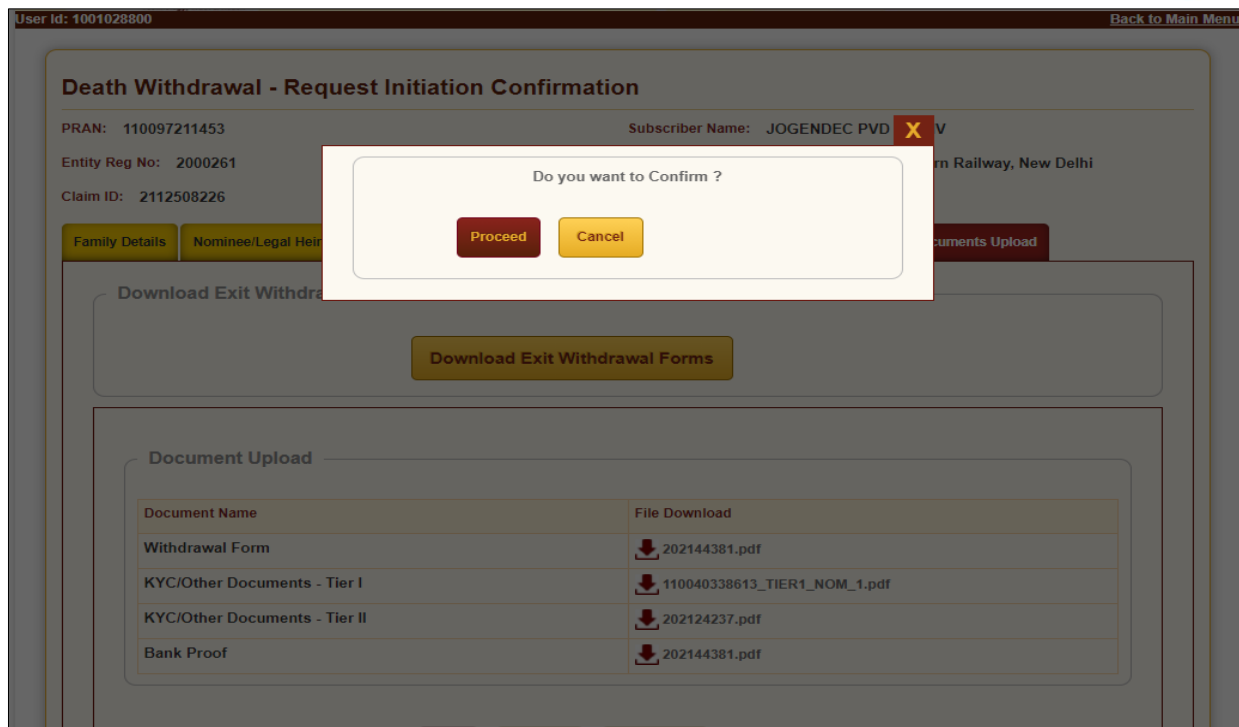 User Id: 1001028800 Back to Main Menu
Death Withdrawal - Request Initiation Confirmation
PRAN: 110097211453 Subscriber Name: JOGENDEC PVD X V
Entity Reg No: 2000261 rn Railway, New Delhi
Do you want to Confirm ?
Claim ID: 2112508226
Proceed Cancel
Family Details Nominee/Legal Heir cuments Upload
Download Exit Withdra
Download Exit Withdrawal Forms
Document Upload
Document Name File Download
Withdrawal Form 202144381.pdf
KYC/Other Documents - Tier I 110040338613_TIER1_NOM_1.pdf
KYC/Other Documents - Tier II 202124237.pdf
Bank Proof 202144381.pdf